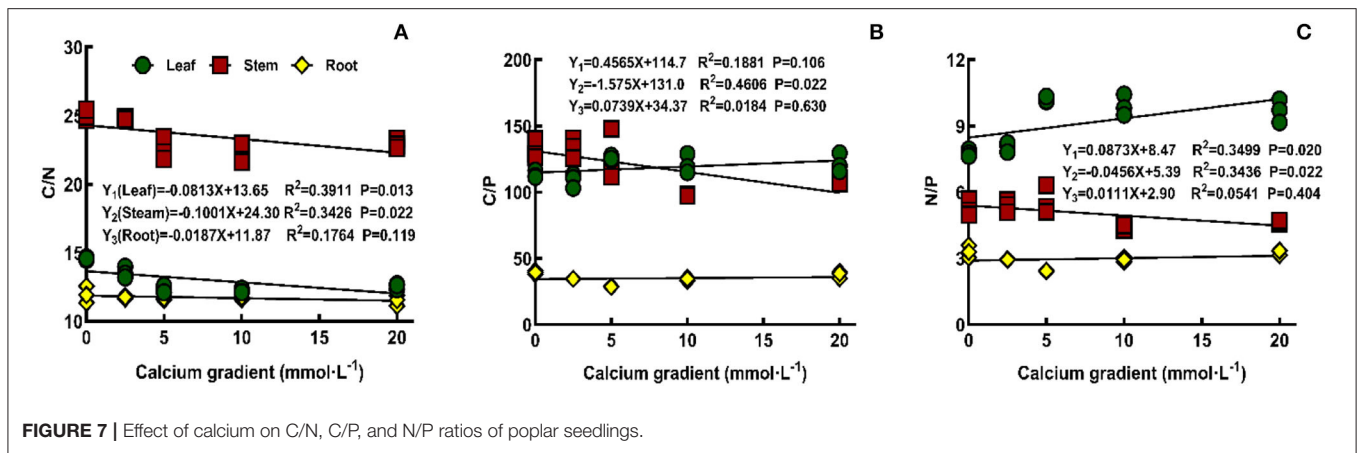 A
30
25
20
15
10
C/N
Leaf Stem Root
Y₁(Leaf)=-0.0813X+13.65 R²=0.3911 P=0.013
Y₂(Steam)=-0.1001X+24.30 R²=0.3426 P=0.022
Y₃(Root)=-0.0187X+11.87 R²=0.1764 P=0.119
0 5 10 15 20
Calcium gradient (mmol·L⁻¹)
B
200
150
100
50
0
C/P
Y₁=0.4565X+114.7 R²=0.1881 P=0.106
Y₂=-1.575X+131.0 R²=0.4606 P=0.022
Y₃=0.0739X+34.37 R²=0.0184 P=0.630
0 5 10 15 20
Calcium gradient (mmol·L⁻¹)
C
12
9
6
3
0
N/P
Y₁=0.0873X+8.47 R²=0.3499 P=0.020
Y₂=-0.0456X+5.39 R²=0.3436 P=0.022
Y₃=0.0111X+2.90 R²=0.0541 P=0.404
0 5 10 15 20
Calcium gradient (mmol·L⁻¹)
FIGURE 7 | Effect of calcium on C/N, C/P, and N/P ratios of poplar seedlings.